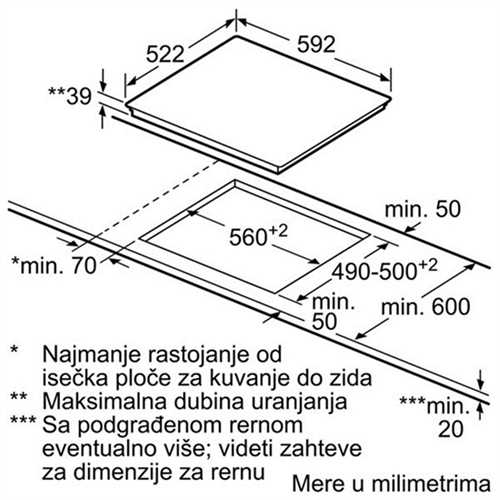 522
592
**39
min. 50
560+2
*min. 70
490-500+2
min.
50
min. 600
* Najmanje rastojanje od
isečka ploče za kuvanje do zida
** Maksimalna dubina uranjanja
*** Sa podgrađenom rernom
eventualno više; videti zahteve
za dimenzije za rernu
***min.
20
Mere u milimetrima